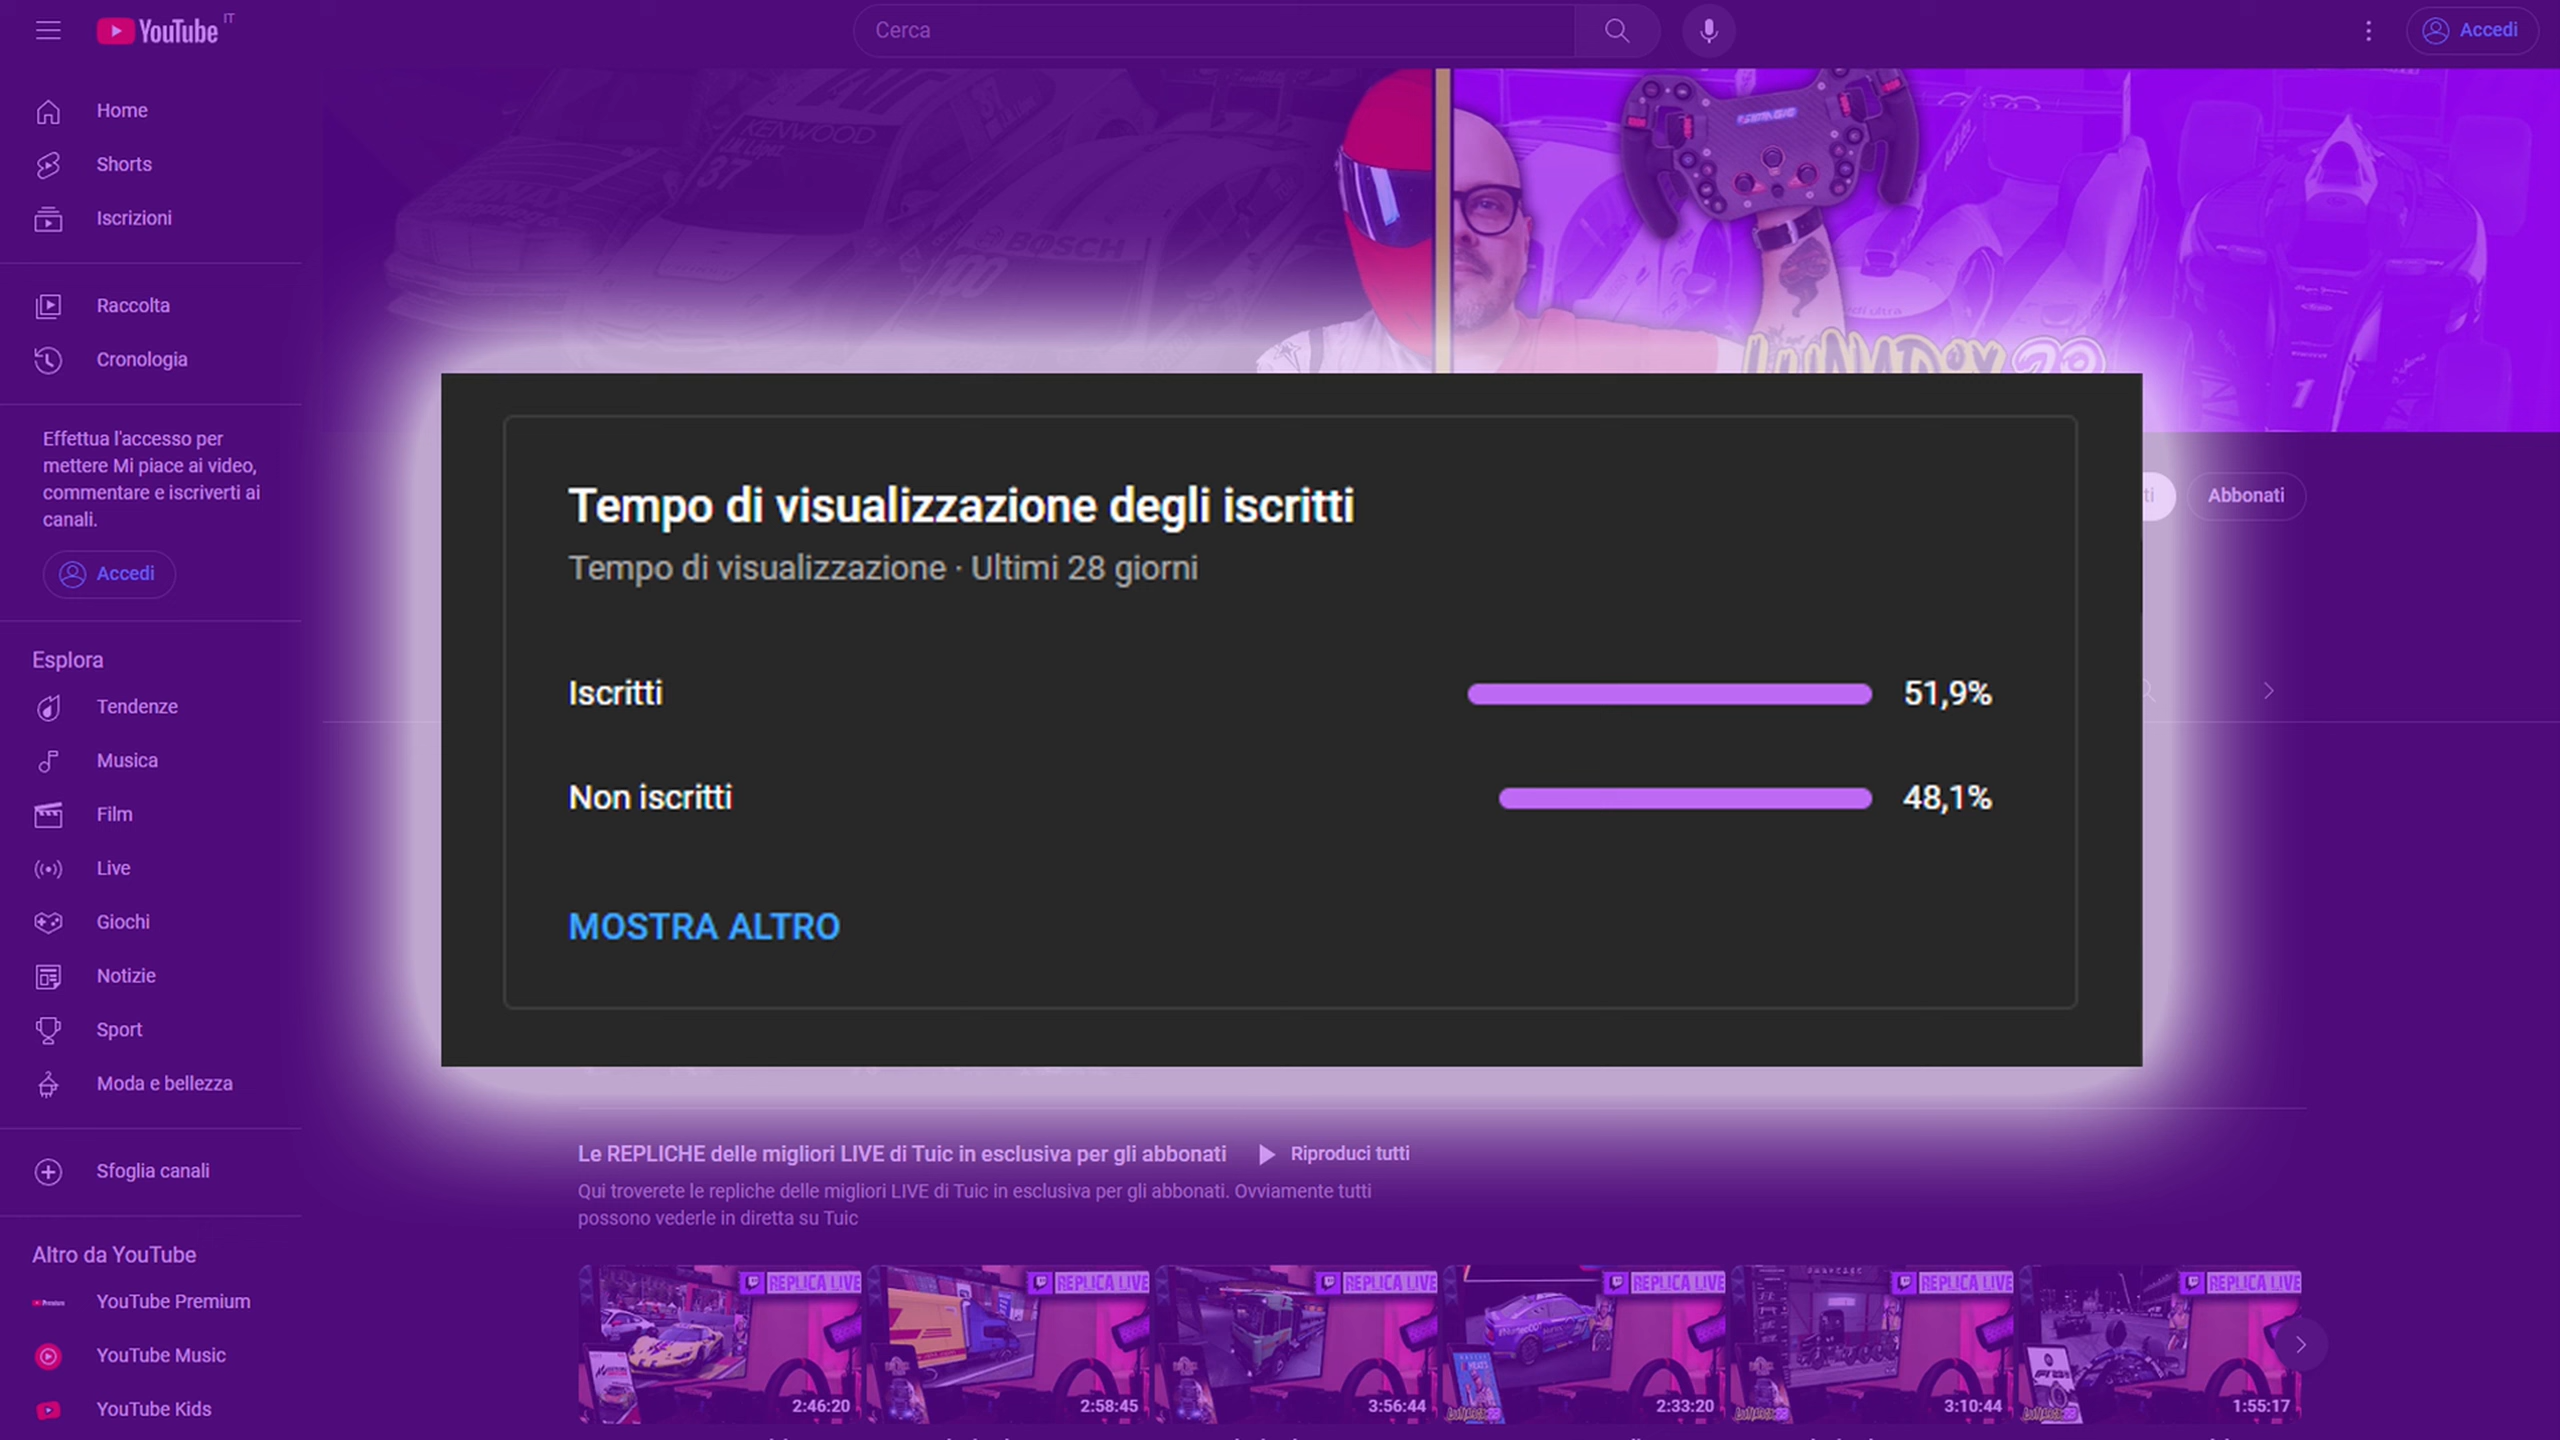 YouTube IT
Cerca
Accedi
Home
Shorts
Iscrizioni
Raccolta
Cronologia
Effettua l'accesso per
mettere Mi piace ai video,
commentare e iscriverti ai
canali.
Accedi
Esplora
Tendenze
Musica
Film
Live
Giochi
Notizie
Sport
Moda e bellezza
Sfoglia canali
Altro da YouTube
YouTube Premium
YouTube Music
YouTube Kids
KENWOOD
37
BOSCH
100
1
ti
Abbonati
Tempo di visualizzazione degli iscritti
Tempo di visualizzazione · Ultimi 28 giorni
Iscritti 51,9%
Non iscritti 48,1%
MOSTRA ALTRO
Le REPLICHE delle migliori LIVE di Tuic in esclusiva per gli abbonati
Riproduci tutti
Qui troverete le repliche delle migliori LIVE di Tuic in esclusiva per gli abbonati. Ovviamente tutti
possono vederle in diretta su Tuic
REPLICA LIVE
2:46:20
REPLICA LIVE
2:58:45
REPLICA LIVE
3:56:44
REPLICA LIVE
2:33:20
REPLICA LIVE
3:10:44
REPLICA LIVE
1:55:17